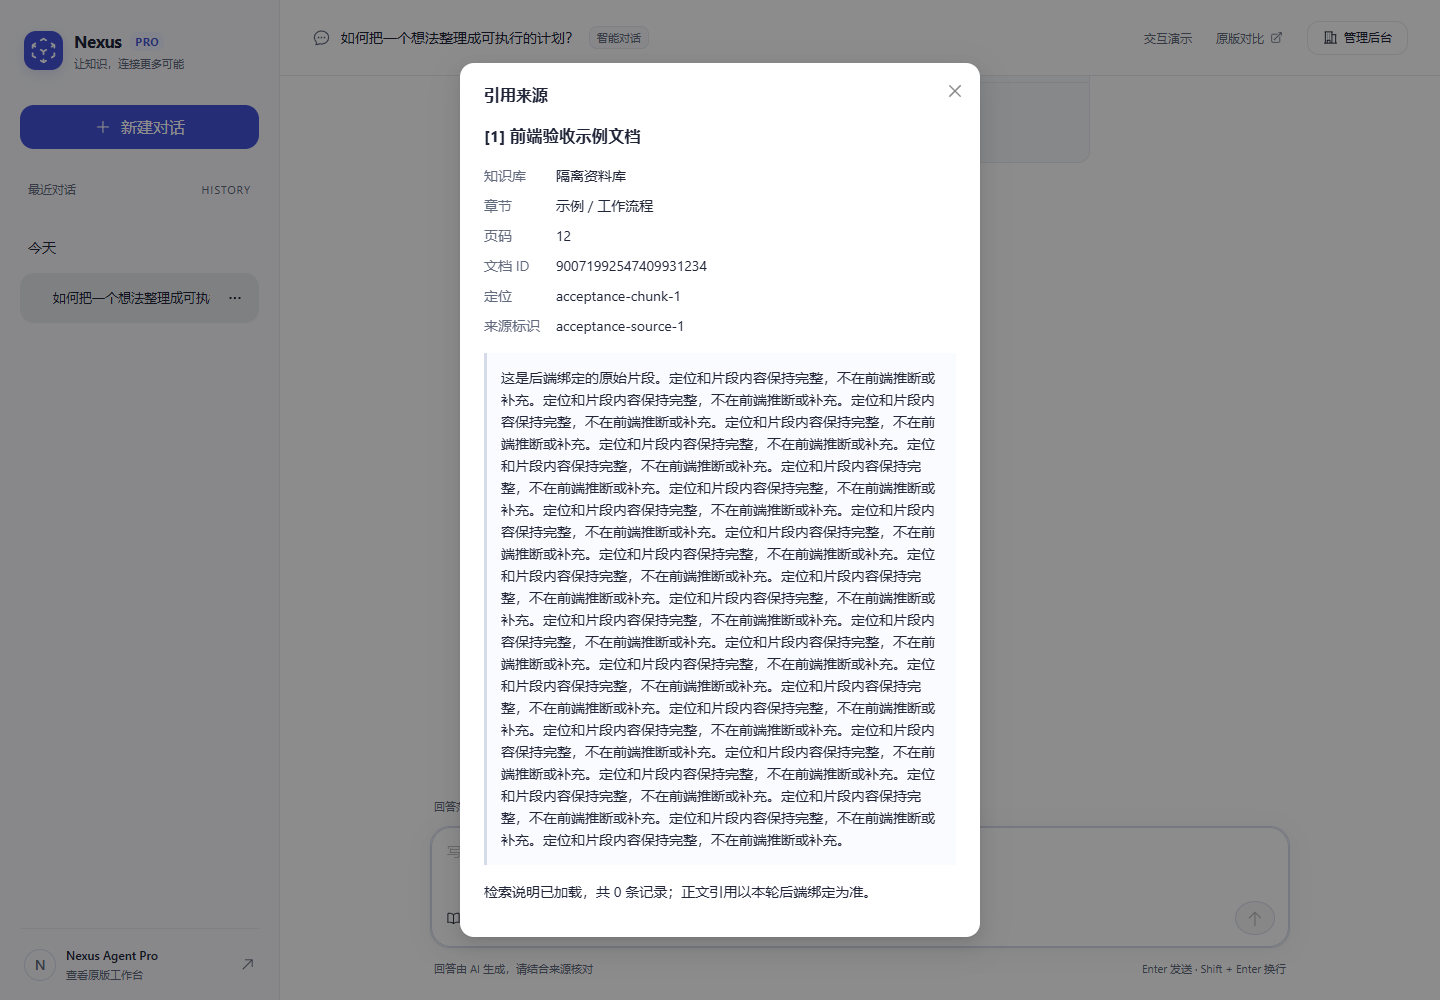 Nexus PRO
让知识，连接更多可能
新建对话
最近对话 HISTORY
今天
如何把一个想法整理成可执 ...
Nexus Agent Pro
查看原版工作台
N
如何把一个想法整理成可执行的计划？ 智能对话
交互演示 原版对比 管理后台
引用来源
[1] 前端验收示例文档
知识库 隔离资料库
章节 示例 / 工作流程
页码 12
文档 ID 90071992547409931234
定位 acceptance-chunk-1
来源标识 acceptance-source-1
这是后端绑定的原始片段。定位和片段内容保持完整，不在前端推断或
补充。定位和片段内容保持完整，不在前端推断或补充。定位和片段内
容保持完整，不在前端推断或补充。定位和片段内容保持完整，不在前
端推断或补充。定位和片段内容保持完整，不在前端推断或补充。定位
和片段内容保持完整，不在前端推断或补充。定位和片段内容保持完
整，不在前端推断或补充。定位和片段内容保持完整，不在前端推断或
补充。定位和片段内容保持完整，不在前端推断或补充。定位和片段内
容保持完整，不在前端推断或补充。定位和片段内容保持完整，不在前
端推断或补充。定位和片段内容保持完整，不在前端推断或补充。定位
和片段内容保持完整，不在前端推断或补充。定位和片段内容保持完
整，不在前端推断或补充。定位和片段内容保持完整，不在前端推断或
补充。定位和片段内容保持完整，不在前端推断或补充。定位和片段内
容保持完整，不在前端推断或补充。定位和片段内容保持完整，不在前
端推断或补充。定位和片段内容保持完整，不在前端推断或补充。定位
和片段内容保持完整，不在前端推断或补充。定位和片段内容保持完
整，不在前端推断或补充。定位和片段内容保持完整，不在前端推断或
补充。定位和片段内容保持完整，不在前端推断或补充。定位和片段内
容保持完整，不在前端推断或补充。定位和片段内容保持完整，不在前
端推断或补充。定位和片段内容保持完整，不在前端推断或补充。定位
和片段内容保持完整，不在前端推断或补充。定位和片段内容保持完
整，不在前端推断或补充。定位和片段内容保持完整，不在前端推断或
补充。定位和片段内容保持完整，不在前端推断或补充。
检索说明已加载，共 0 条记录；正文引用以本轮后端绑定为准。
回答
写
回答由 AI 生成，请结合来源核对
Enter 发送 · Shift + Enter 换行